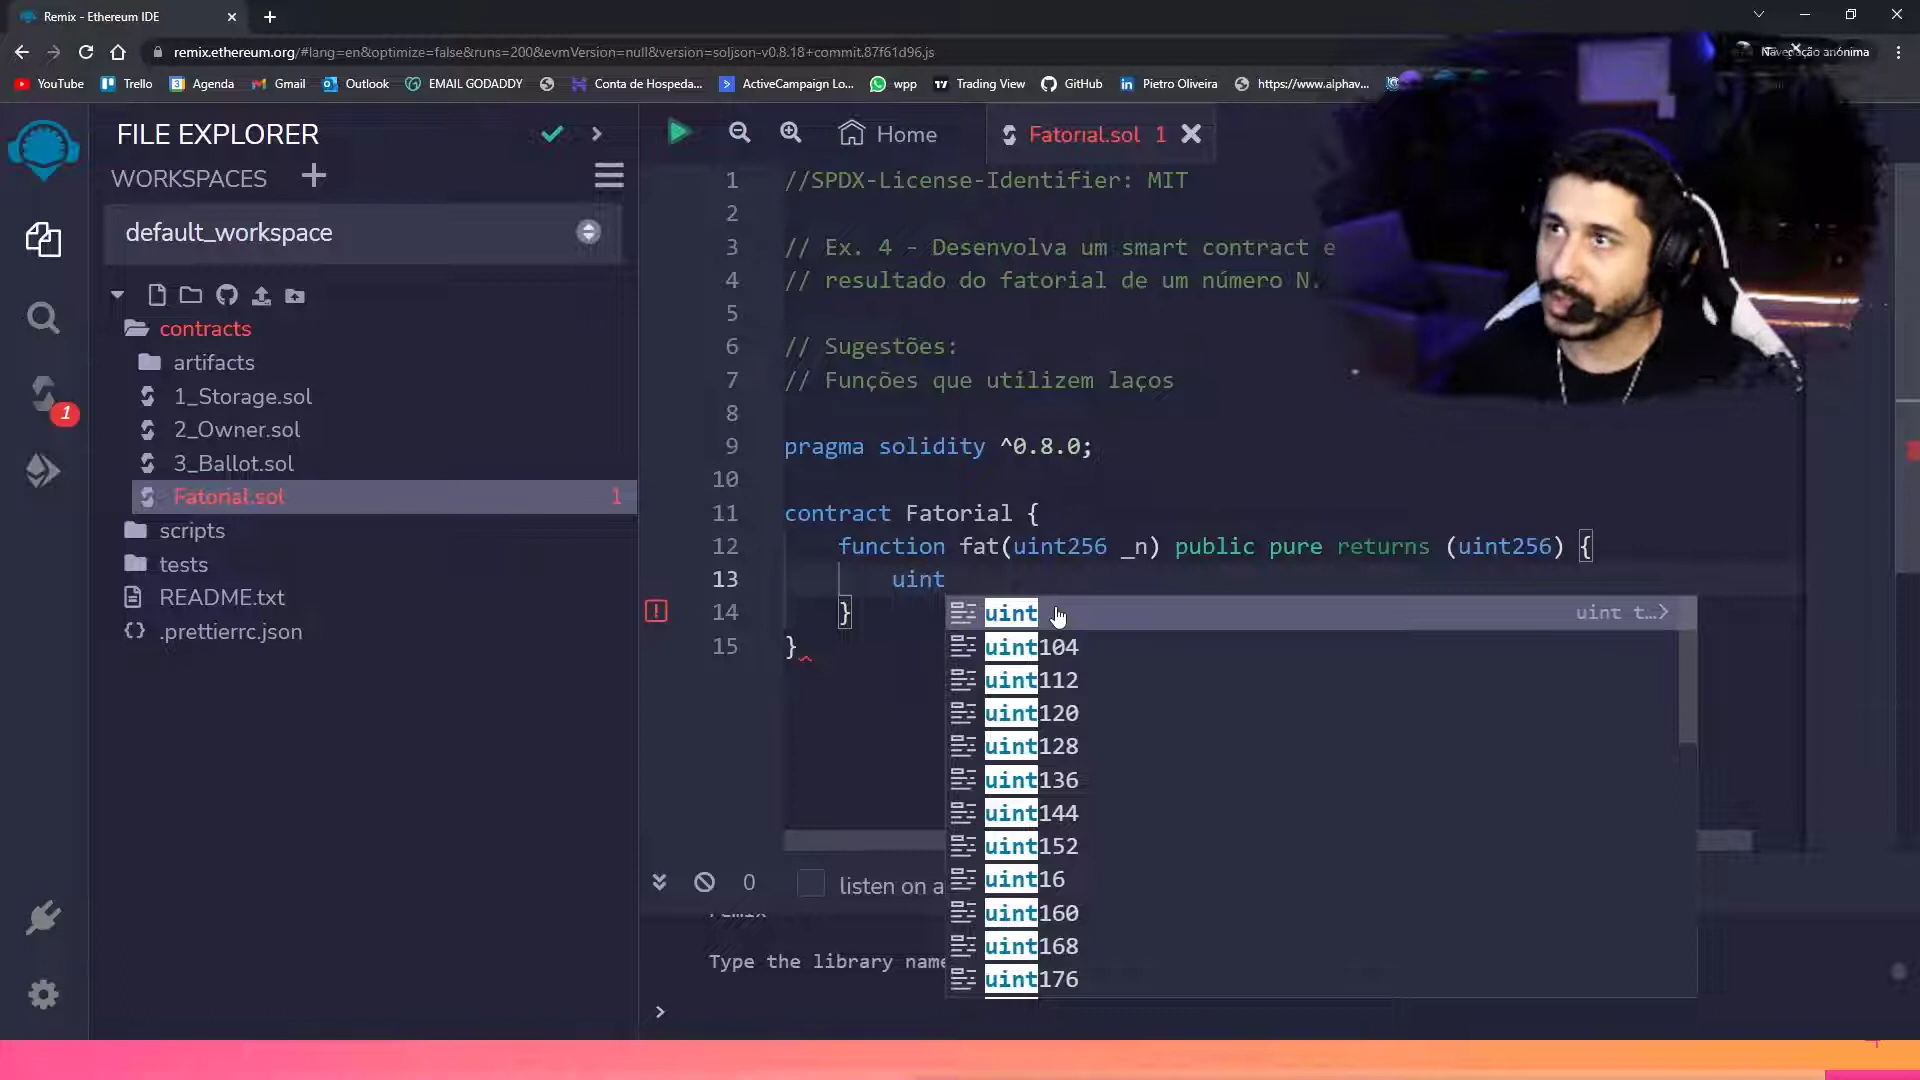 Remix - Ethereum IDE
remix.ethereum.org/#lang=en&optimize=false&runs=200&evmVersion=null&version=soljson-v0.8.18+commit.87f61d96.js
Navegação anônima
YouTube Trello Agenda Gmail Outlook EMAIL GODADDY Conta de Hospeda... ActiveCampaign Lo... wpp Trading View GitHub Pietro Oliveira https://www.alphav...
FILE EXPLORER
WORKSPACES
default_workspace
contracts
artifacts
1_Storage.sol
2_Owner.sol
3_Ballot.sol
Fatorial.sol 1
scripts
tests
README.txt
.prettierrc.json
1
Home Fatorial.sol 1
1 //SPDX-License-Identifier: MIT
2
3 // Ex. 4 - Desenvolva um smart contract e
4 // resultado do fatorial de um número N.
5
6 // Sugestões:
7 // Funções que utilizem laços
8
9 pragma solidity ^0.8.0;
10
11 contract Fatorial {
12 function fat(uint256 _n) public pure returns (uint256) {
13 uint
14 }
15 }
uint uint t...>
uint104
uint112
uint120
uint128
uint136
uint144
uint152
uint16
uint160
uint168
uint176
0 listen on a
remix
Type the library name
>